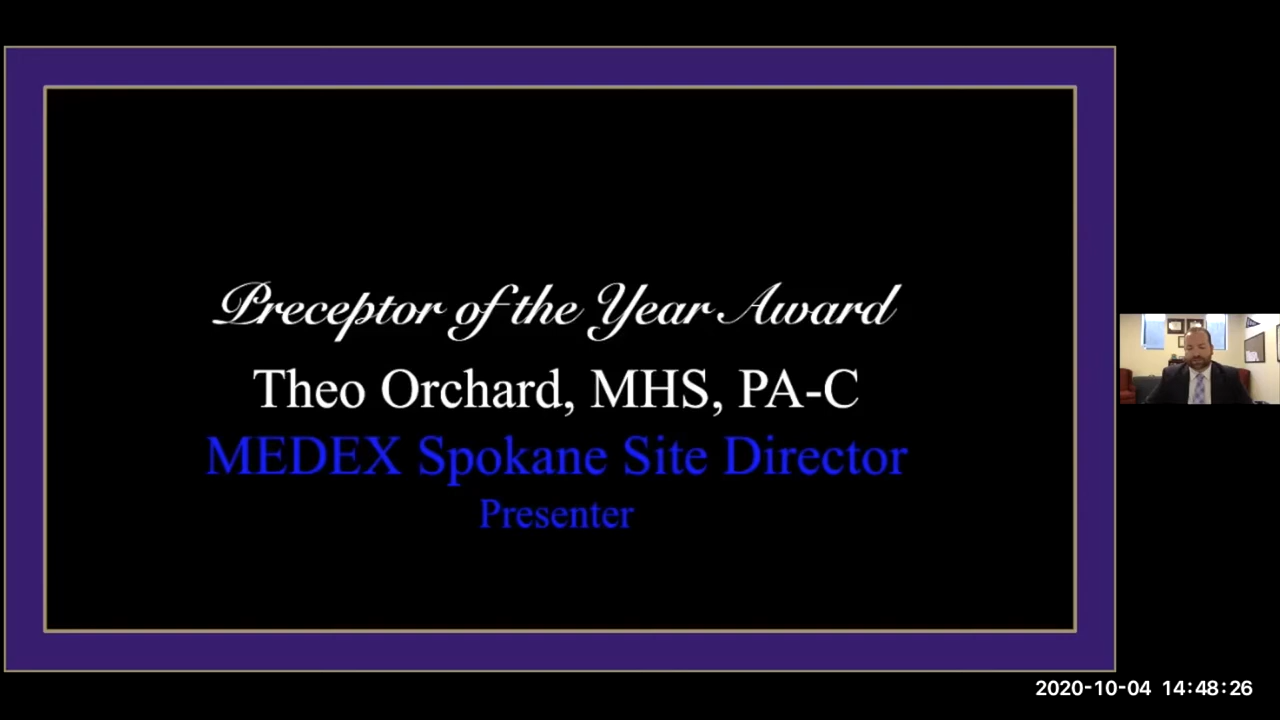 Preceptor of the Year Award
Theo Orchard, MHS, PA-C
MEDEX Spokane Site Director
Presenter
2020-10-04 14:48:26